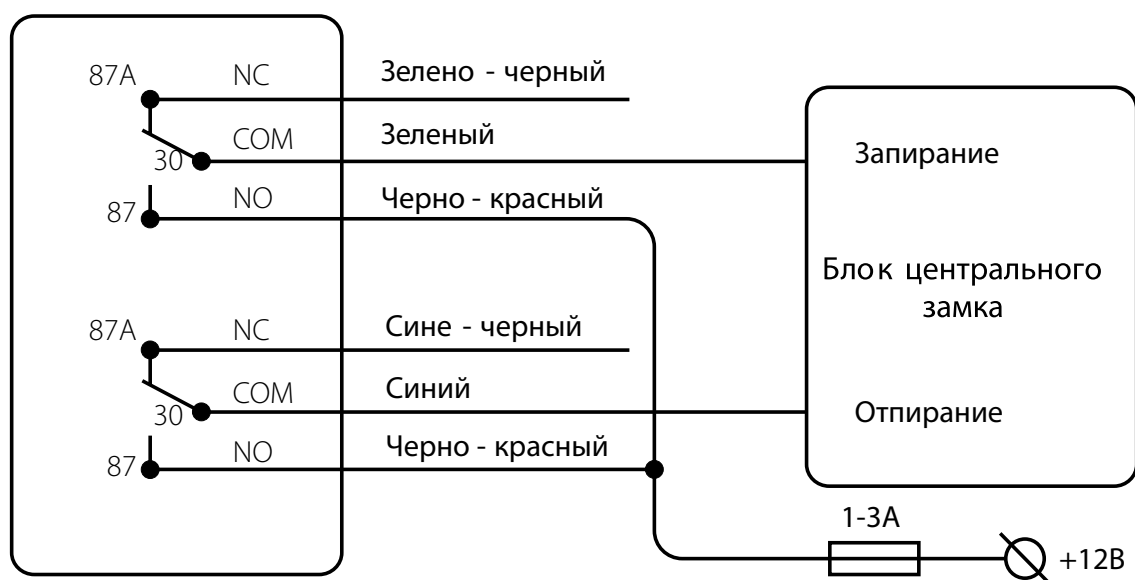 87A NC Зелено - черный
30 COM Зеленый
87 NO Черно - красный
87A NC Сине - черный
30 COM Синий
87 NO Черно - красный
Запирание
Блок центрального
замка
Отпирание
1-3А
+12В